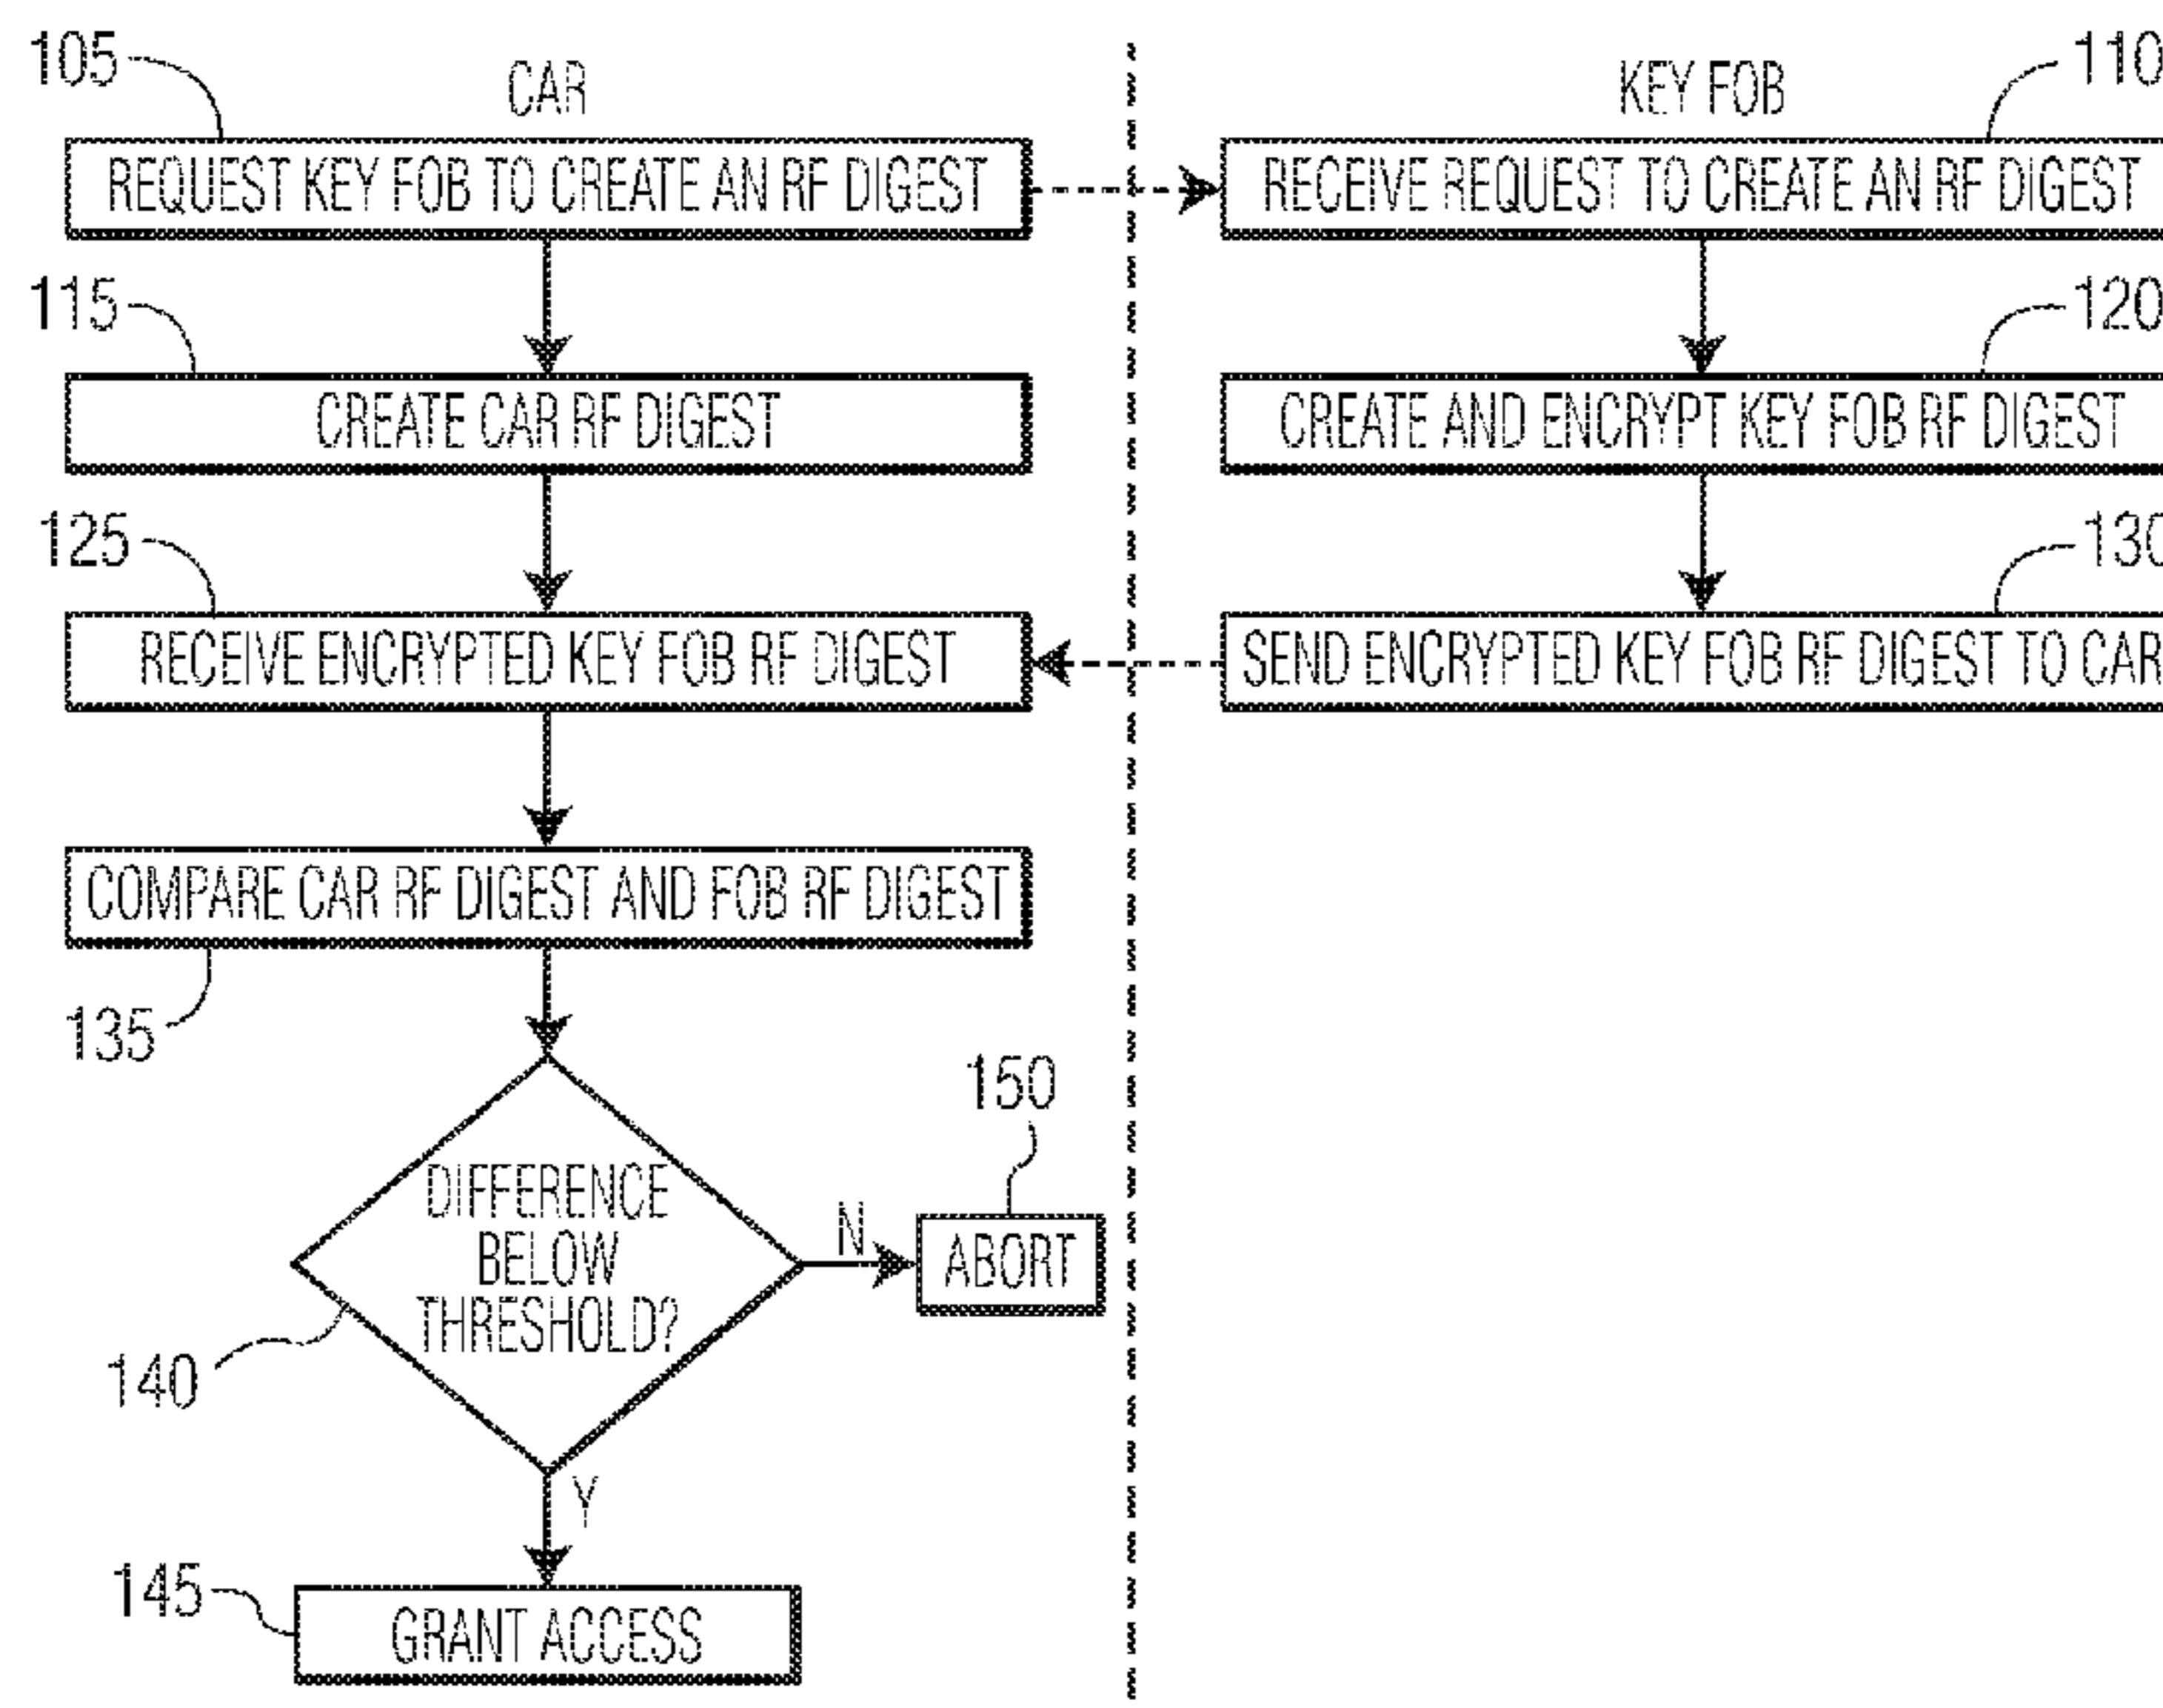 105
CAR
KEY FOB
110
REQUEST KEY FOB TO CREATE AN RF DIGEST
RECEIVE REQUEST TO CREATE AN RF DIGEST
115
120
CREATE CAR RF DIGEST
CREATE AND ENCRYPT KEY FOB RF DIGEST
125
130
RECEIVE ENCRYPTED KEY FOB RF DIGEST
SEND ENCRYPTED KEY FOB RF DIGEST TO CAR
COMPARE CAR RF DIGEST AND FOB RF DIGEST
135
150
DIFFERENCE
BELOW
THRESHOLD?
N
ABORT
140
Y
145
GRANT ACCESS